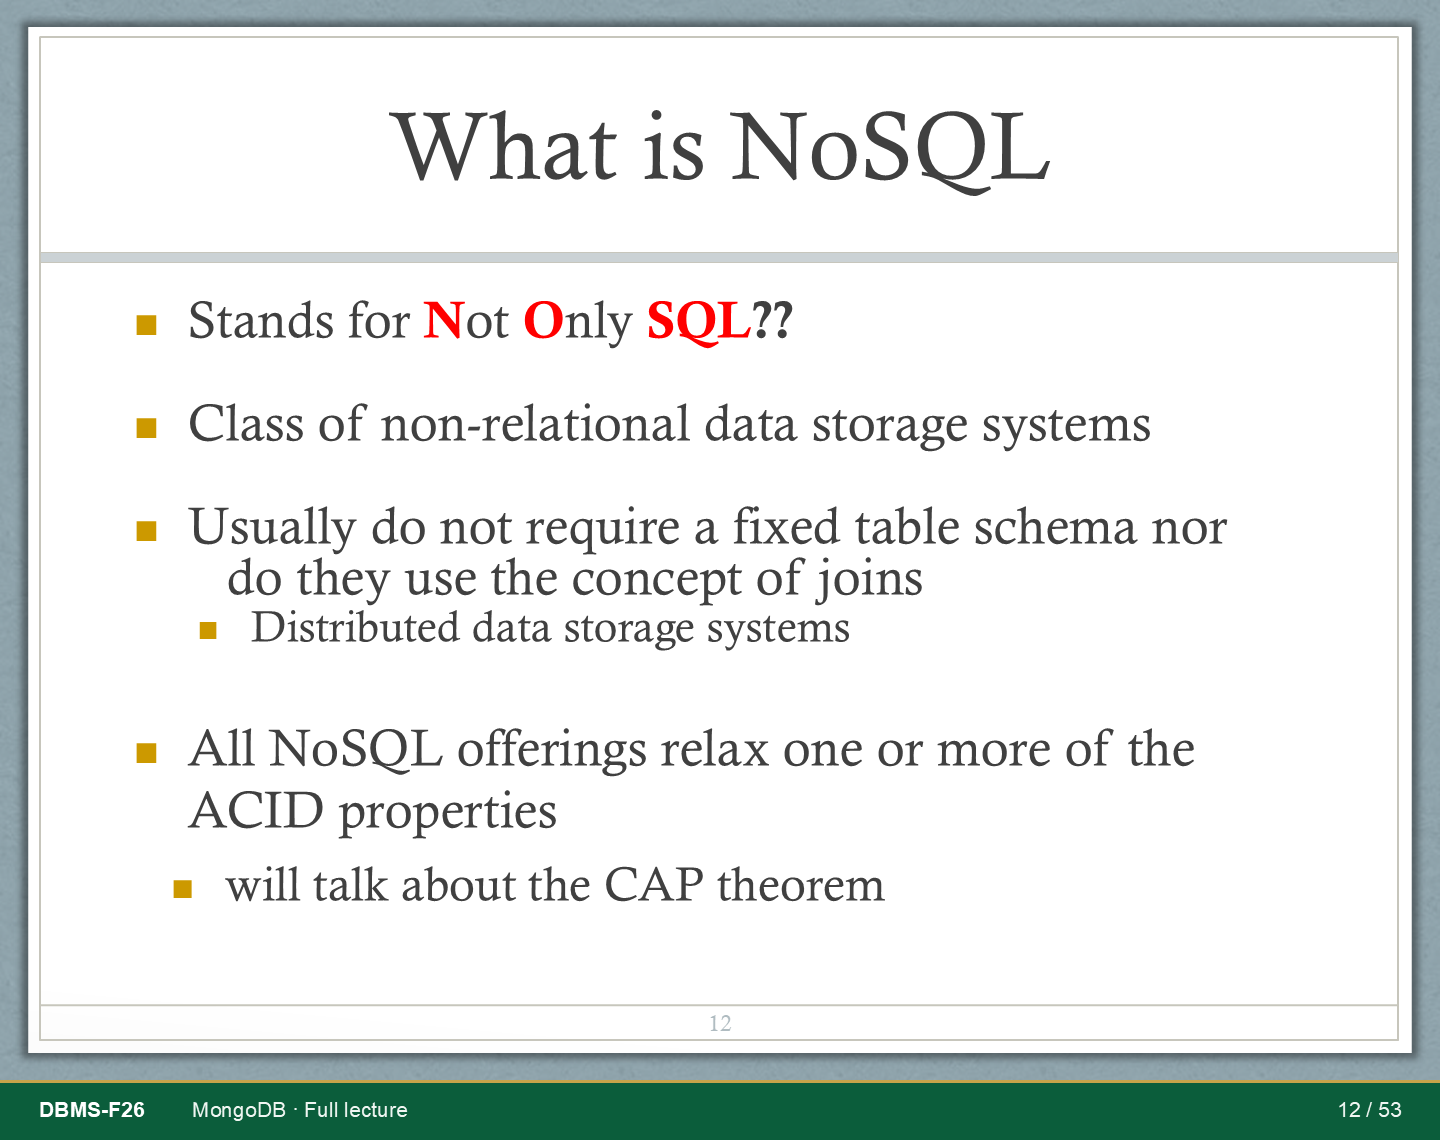 What is NoSQL
Stands for Not Only SQL??
Class of non-relational data storage systems
Usually do not require a fixed table schema nor
do they use the concept of joins
Distributed data storage systems
All NoSQL offerings relax one or more of the
ACID properties
will talk about the CAP theorem
12
DBMS-F26 MongoDB · Full lecture 12 / 53